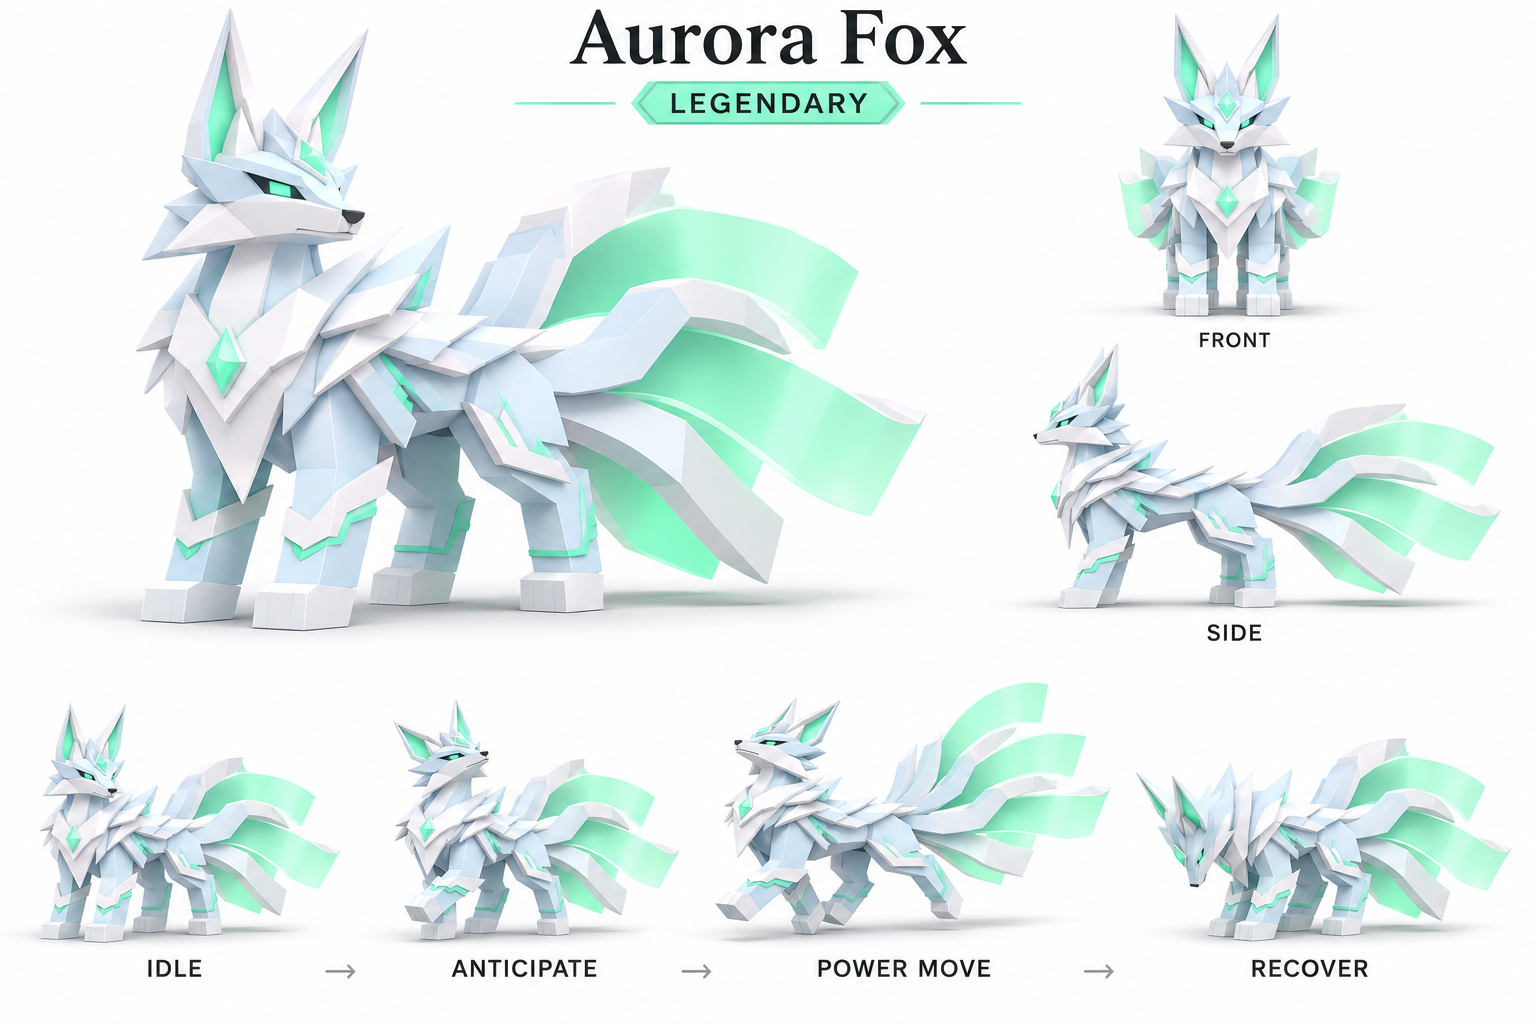 Aurora Fox
LEGENDARY
FRONT
SIDE
IDLE → ANTICIPATE → POWER MOVE → RECOVER